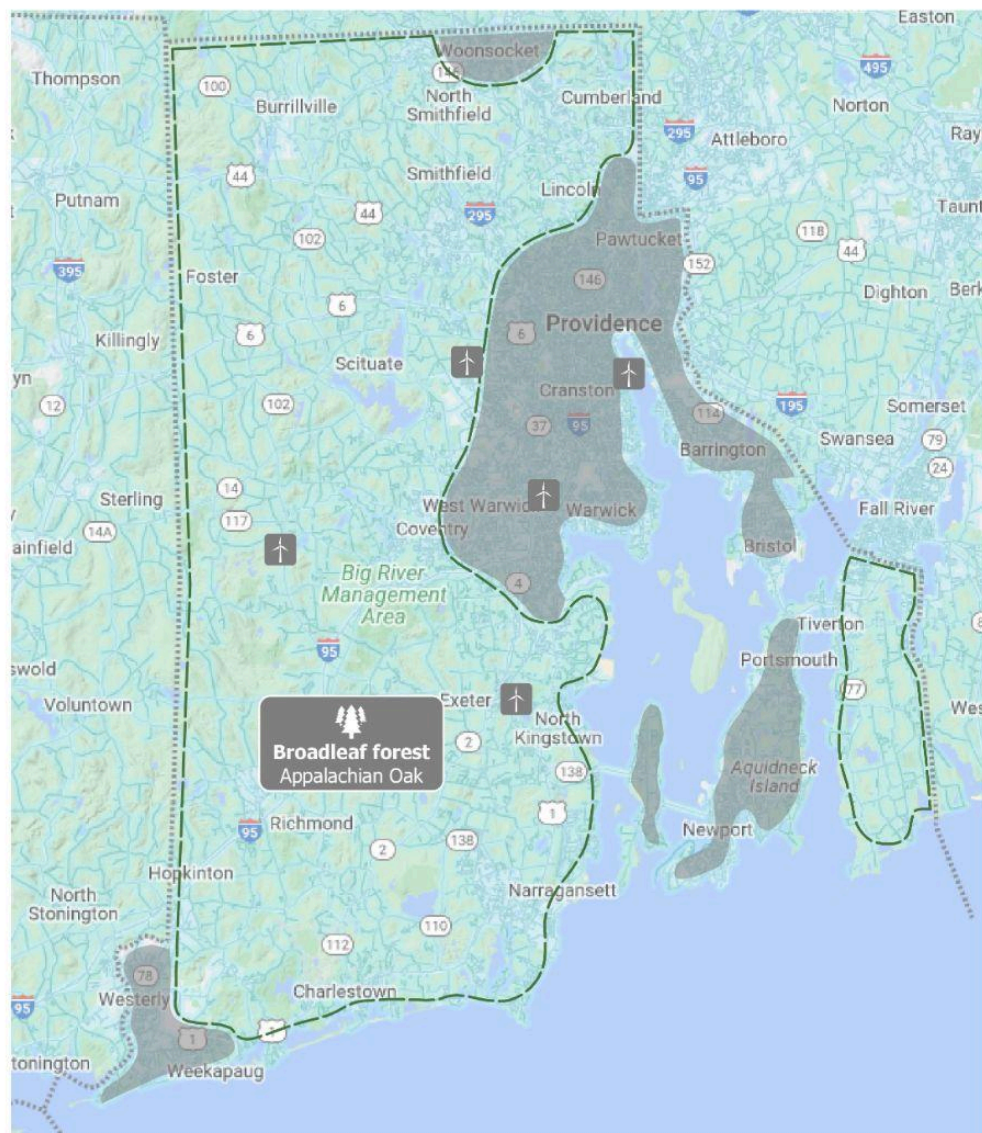 Easton
Thompson
Woonsocket
495
146
100
Burrillville
North
Smithfield
Cumberland
Norton
295
Attleboro
Smithfield
44
Lincoln
95
Putnam
44
295
102
Pawtucket
118
152
44
395
Foster
146
Dighton
6
Providence
6
6
Killingly
Scituate
Cranston
12
102
114
195
Somerset
37
95
Barrington
Swansea
79
24
14
Sterling
117
West Warwi
Warwick
Fall River
14A
Coventry
ainfield
Bristol
Big River
Management
Area
4
Tiverton
95
Portsmouth
swold
77
Voluntown
Exeter
Wes
Broadleaf forest
Appalachian Oak
North
Kingstown
2
138
Aquidneck
Island
1
95
Richmond
138
Newport
2
Hopkinton
North
Stonington
Narragansett
110
112
78
Westerly
Charlestown
95
1
tonington
Weekapaug